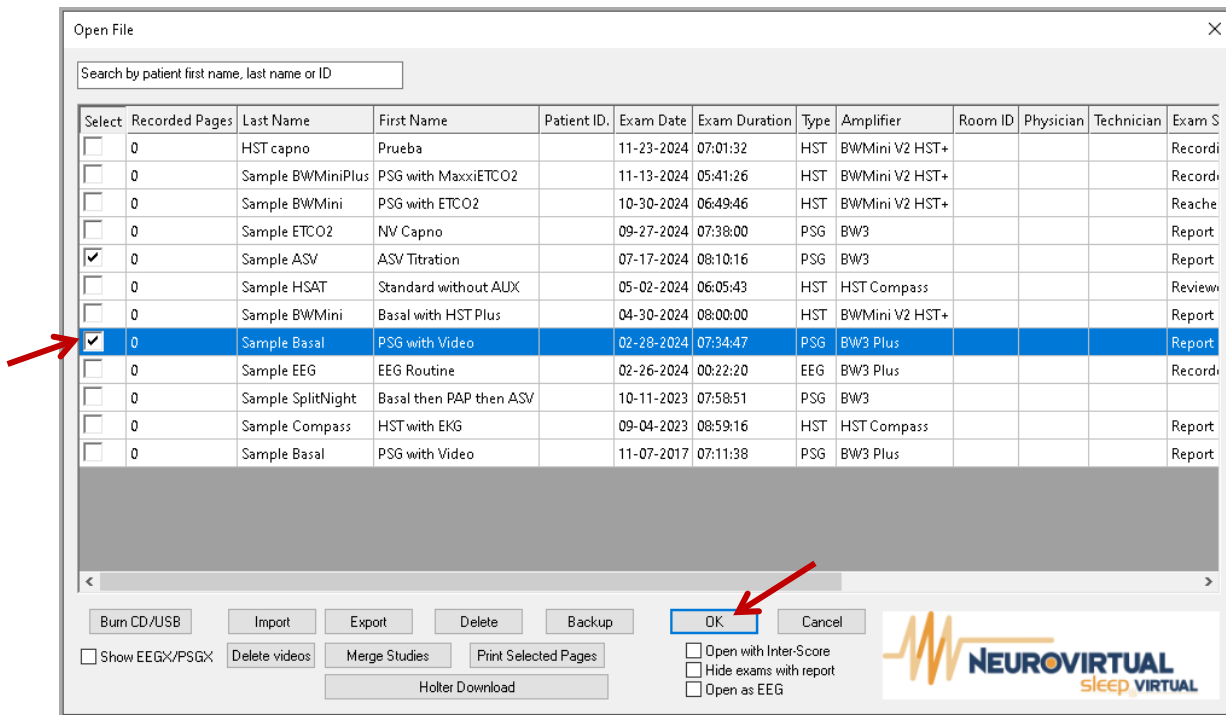 Open File
Search by patient first name, last name or ID
Select Recorded Pages Last Name First Name Patient ID. Exam Date Exam Duration Type Amplifier Room ID Physician Technician Exam S
0 HST capno Prueba 11-23-2024 07:01:32 HST BWMini V2 HST+ Recordi
0 Sample BWMiniPlus PSG with MaxxiETCO2 11-13-2024 05:41:26 HST BWMini V2 HST+ Recorde
0 Sample BWMini PSG with ETCO2 10-30-2024 06:49:46 HST BWMini V2 HST+ Reache
0 Sample ETCO2 NV Capno 09-27-2024 07:38:00 PSG BW3 Report
0 Sample ASV ASV Titration 07-17-2024 08:10:16 PSG BW3 Report
0 Sample HSAT Standard without AUX 05-02-2024 06:05:43 HST HST Compass Reviewe
0 Sample BWMini Basal with HST Plus 04-30-2024 08:00:00 HST BWMini V2 HST+ Report
0 Sample Basal PSG with Video 02-28-2024 07:34:47 PSG BW3 Plus Report
0 Sample EEG EEG Routine 02-26-2024 00:22:20 EEG BW3 Plus Recorde
0 Sample SplitNight Basal then PAP then ASV 10-11-2023 07:58:51 PSG BW3
0 Sample Compass HST with EKG 09-04-2023 08:59:16 HST HST Compass Report
0 Sample Basal PSG with Video 11-07-2017 07:11:38 PSG BW3 Plus Report
Burn CD/USB Import Export Delete Backup OK Cancel
Show EEGX/PSGX Delete videos Merge Studies Print Selected Pages
Holter Download
Open with Inter-Score
Hide exams with report
Open as EEG
NEUROVIRTUAL
SLEEP VIRTUAL